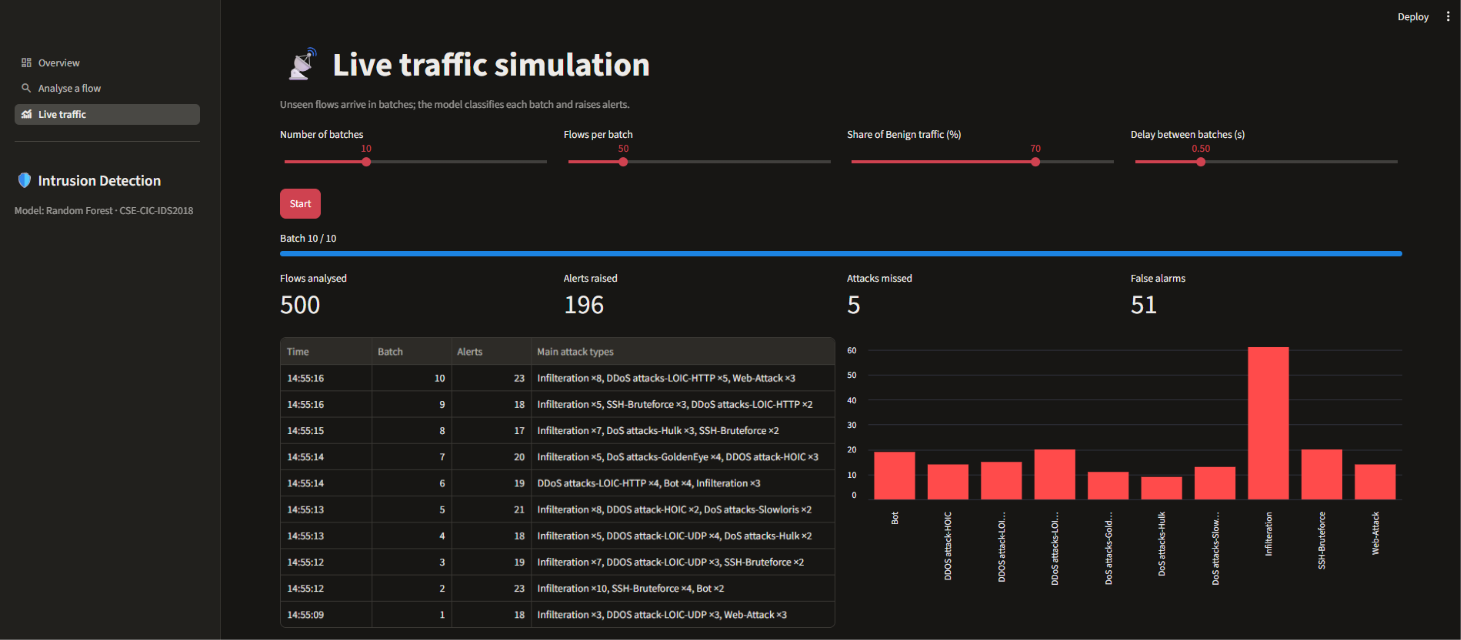 Deploy
Overview
Analyse a flow
Live traffic
Intrusion Detection
Model: Random Forest · CSE-CIC-IDS2018
Live traffic simulation
Unseen flows arrive in batches; the model classifies each batch and raises alerts.
Number of batches Flows per batch Share of Benign traffic (%) Delay between batches (s)
10 50 70 0.50
Start
Batch 10 / 10
Flows analysed Alerts raised Attacks missed False alarms
500 196 5 51
Time Batch Alerts Main attack types
14:55:16 10 23 Infilteration ×8, DDoS attacks-LOIC-HTTP ×5, Web-Attack ×3
14:55:16 9 18 Infilteration ×5, SSH-Bruteforce ×3, DDoS attacks-LOIC-HTTP ×2
14:55:15 8 17 Infilteration ×7, DoS attacks-Hulk ×3, SSH-Bruteforce ×2
14:55:14 7 20 Infilteration ×5, DoS attacks-GoldenEye ×4, DDOS attack-HOIC ×3
14:55:14 6 19 DDoS attacks-LOIC-HTTP ×4, Bot ×4, Infilteration ×3
14:55:13 5 21 Infilteration ×8, DDOS attack-HOIC ×2, DoS attacks-Slowloris ×2
14:55:13 4 18 Infilteration ×5, DDOS attack-LOIC-UDP ×4, DoS attacks-Hulk ×2
14:55:12 3 19 Infilteration ×7, DDOS attack-LOIC-UDP ×3, SSH-Bruteforce ×2
14:55:12 2 23 Infilteration ×10, SSH-Bruteforce ×4, Bot ×2
14:55:09 1 18 Infilteration ×3, DDOS attack-LOIC-UDP ×3, Web-Attack ×3
60
50
40
30
20
10
0
Bot
DDOS attack-HOIC
DDOS attack-LOI...
DDoS attacks-LOI...
DoS attacks-Gold...
DoS attacks-Hulk
DoS attacks-Slow...
Infilteration
SSH-Bruteforce
Web-Attack